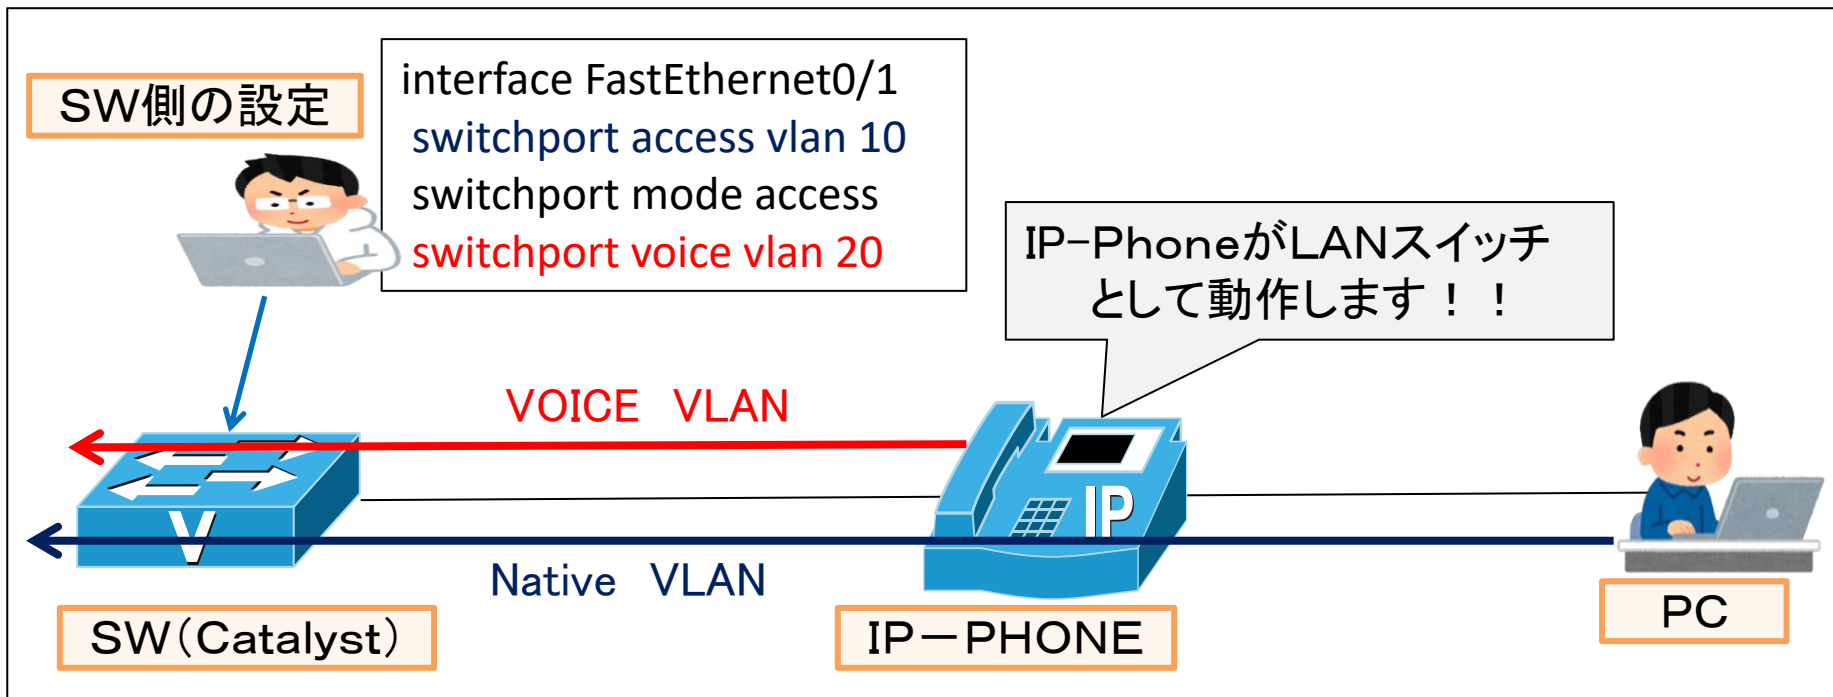 SW側の設定
interface FastEthernet0/1
switchport access vlan 10
switchport mode access
switchport voice vlan 20
IP-PhoneがLANスイッチ
として動作します！！
VOICE VLAN
V
IP
Native VLAN
SW(Catalyst)
IP－PHONE
PC